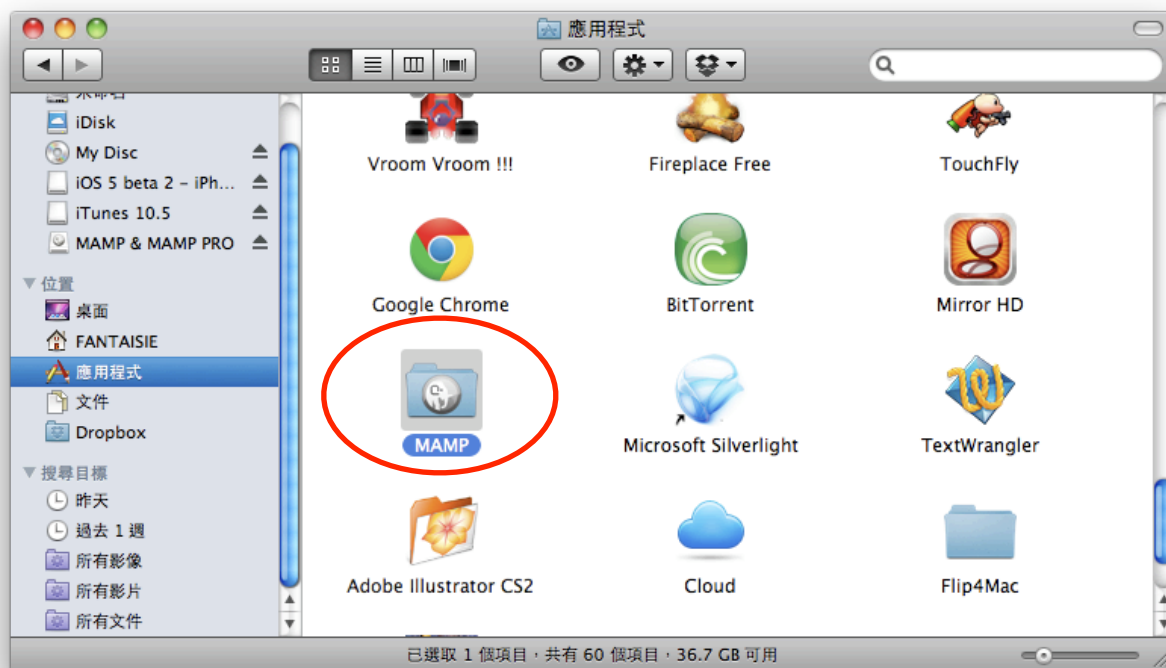 應用程式
未命名
iDisk
My Disc
iOS 5 beta 2 – iPh...
iTunes 10.5
MAMP & MAMP PRO
位置
桌面
FANTAISIE
應用程式
文件
Dropbox
搜尋目標
昨天
過去 1 週
所有影像
所有影片
所有文件
Vroom Vroom !!!
Fireplace Free
TouchFly
Google Chrome
BitTorrent
Mirror HD
MAMP
Microsoft Silverlight
TextWrangler
Adobe Illustrator CS2
Cloud
Flip4Mac
已選取 1 個項目，共有 60 個項目，36.7 GB 可用